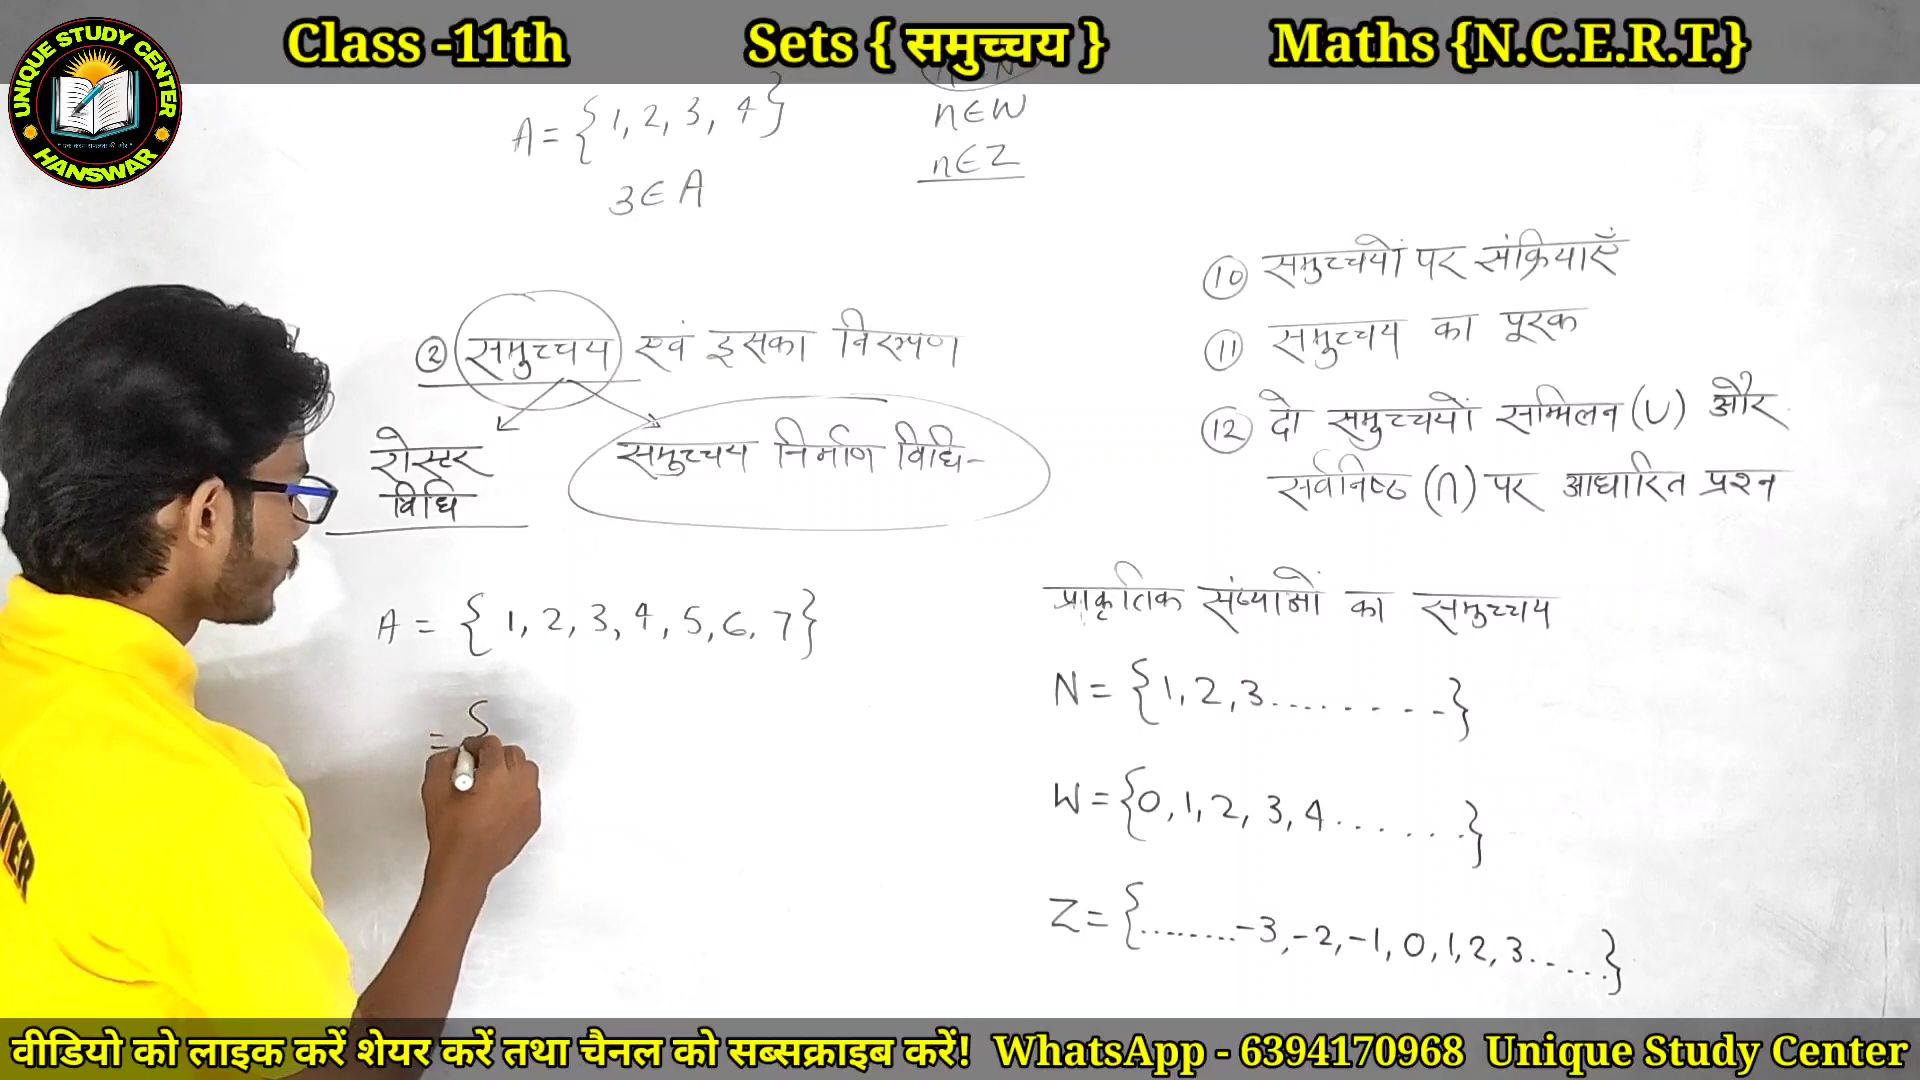 Class -11th
Sets { समुच्चय }
Maths {N.C.E.R.T.}
UNIQUE STUDY CENTER
HANSWAR
A = {1, 2, 3, 4}
3 ∈ A
n∈W
n∈Z
② समुच्चय एवं इसका निरूपण
रोस्टर
विधि
समुच्चय निर्माण विधि-
A = { 1, 2, 3, 4, 5, 6, 7}
= {
⑩ समुच्चयों पर संक्रियाएँ
⑪ समुच्चय का पूरक
⑫ दो समुच्चयों सम्मिलन (∪) और
सर्वनिष्ठ (∩) पर आधारित प्रश्न
प्राकृतिक संख्याओं का समुच्चय
N = {1, 2, 3.........}
W = {0, 1, 2, 3, 4.......}
Z = {.........-3, -2, -1, 0, 1, 2, 3......}
NTER
वीडियो को लाइक करें शेयर करें तथा चैनल को सब्सक्राइब करें! WhatsApp - 6394170968 Unique Study Center